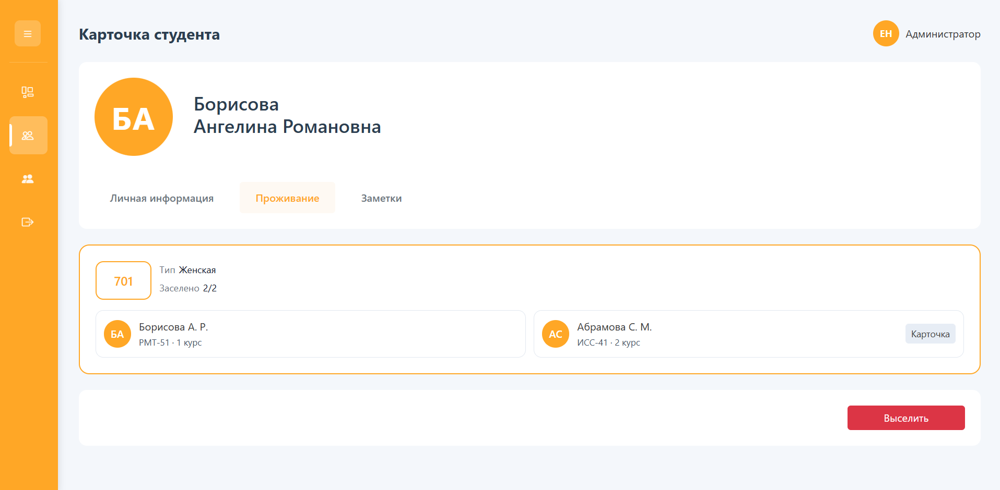 Карточка студента
ЕН Администратор
БА
Борисова
Ангелина Романовна
Личная информация Проживание Заметки
701
Тип Женская
Заселено 2/2
БА
Борисова А. Р.
РМТ-51 · 1 курс
АС
Абрамова С. М.
ИСС-41 · 2 курс
Карточка
Выселить